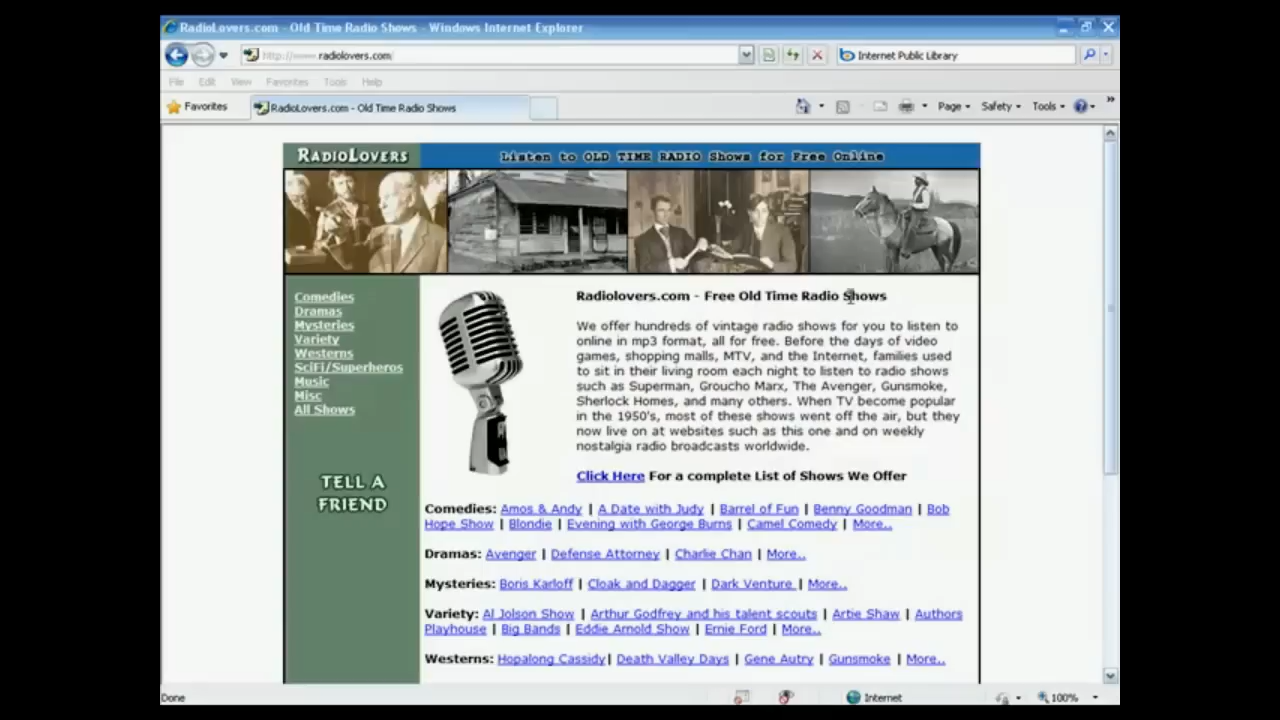 RadioLovers.com - Old Time Radio Shows - Windows Internet Explorer
http://www.radiolovers.com/
Internet Public Library
File Edit View Favorites Tools Help
Favorites
RadioLovers.com - Old Time Radio Shows
Page Safety Tools
RADIOLOVERS
Listen to OLD TIME RADIO Shows for Free Online
Comedies
Dramas
Mysteries
Variety
Westerns
SciFi/Superheros
Music
Misc
All Shows
TELL A
FRIEND
Radiolovers.com - Free Old Time Radio Shows
We offer hundreds of vintage radio shows for you to listen to
online in mp3 format, all for free. Before the days of video
games, shopping malls, MTV, and the Internet, families used
to sit in their living room each night to listen to radio shows
such as Superman, Groucho Marx, The Avenger, Gunsmoke,
Sherlock Homes, and many others. When TV become popular
in the 1950's, most of these shows went off the air, but they
now live on at websites such as this one and on weekly
nostalgia radio broadcasts worldwide.
Click Here For a complete List of Shows We Offer
Comedies: Amos & Andy | A Date with Judy | Barrel of Fun | Benny Goodman | Bob
Hope Show | Blondie | Evening with George Burns | Camel Comedy | More..
Dramas: Avenger | Defense Attorney | Charlie Chan | More..
Mysteries: Boris Karloff | Cloak and Dagger | Dark Venture | More..
Variety: Al Jolson Show | Arthur Godfrey and his talent scouts | Artie Shaw | Authors
Playhouse | Big Bands | Eddie Arnold Show | Ernie Ford | More..
Westerns: Hopalong Cassidy| Death Valley Days | Gene Autry | Gunsmoke | More..
Done
Internet
100%